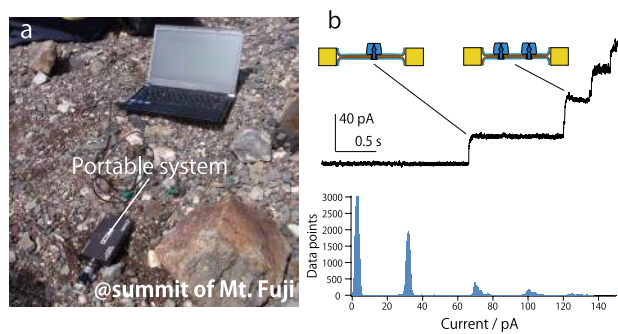 a
Portable system
@summit of Mt. Fuji
b
40 pA
0.5 s
3000
2500
2000
1500
1000
500
0
Data points
0 20 40 60 80 100 120 140
Current / pA